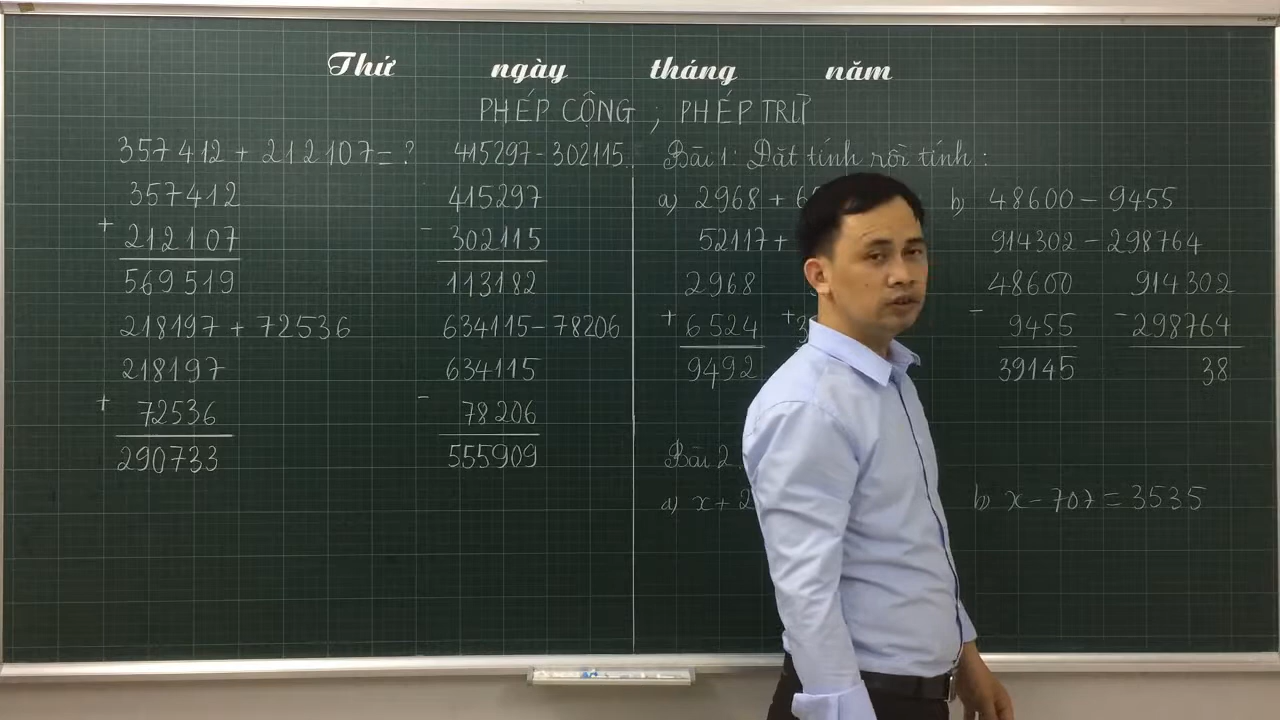 Thứ ngày tháng năm
PHÉP CỘNG ; PHÉP TRỪ
357412 + 212107 = ?
357412
+
212107
569519
218197 + 72536
218197
+
72536
290733
415297 - 302115
415297
-
302115
113182
634115 - 78206
634115
-
78206
555909
Bài 1: Đặt tính rồi tính :
a) 2968 + 6
52117 +
2968
+
6524
9492
+
b) 48600 - 9455
914302 - 298764
48600
-
9455
39145
914302
-
298764
38
Bài 2
a) x + 2
b) x - 707 = 3535